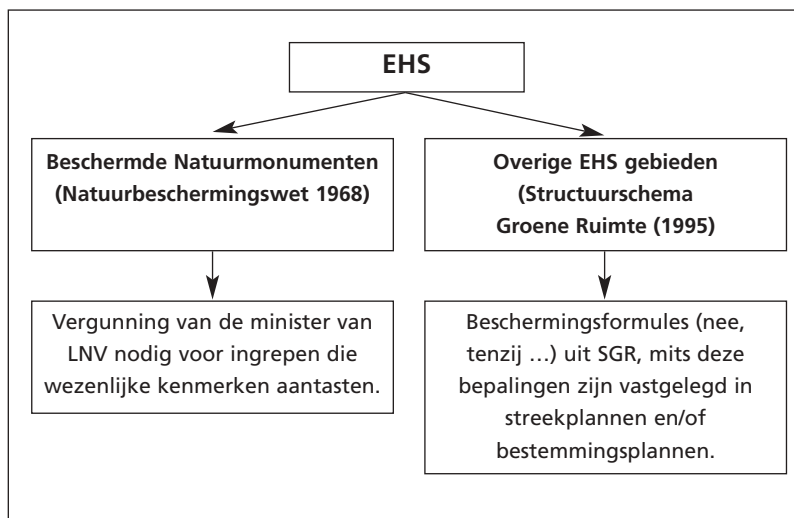 EHS
Beschermde Natuurmonumenten
(Natuurbeschermingswet 1968)
Overige EHS gebieden
(Structuurschema
Groene Ruimte (1995)
Vergunning van de minister van
LNV nodig voor ingrepen die
wezenlijke kenmerken aantasten.
Beschermingsformules (nee,
tenzij ...) uit SGR, mits deze
bepalingen zijn vastgelegd in
streekplannen en/of
bestemmingsplannen.